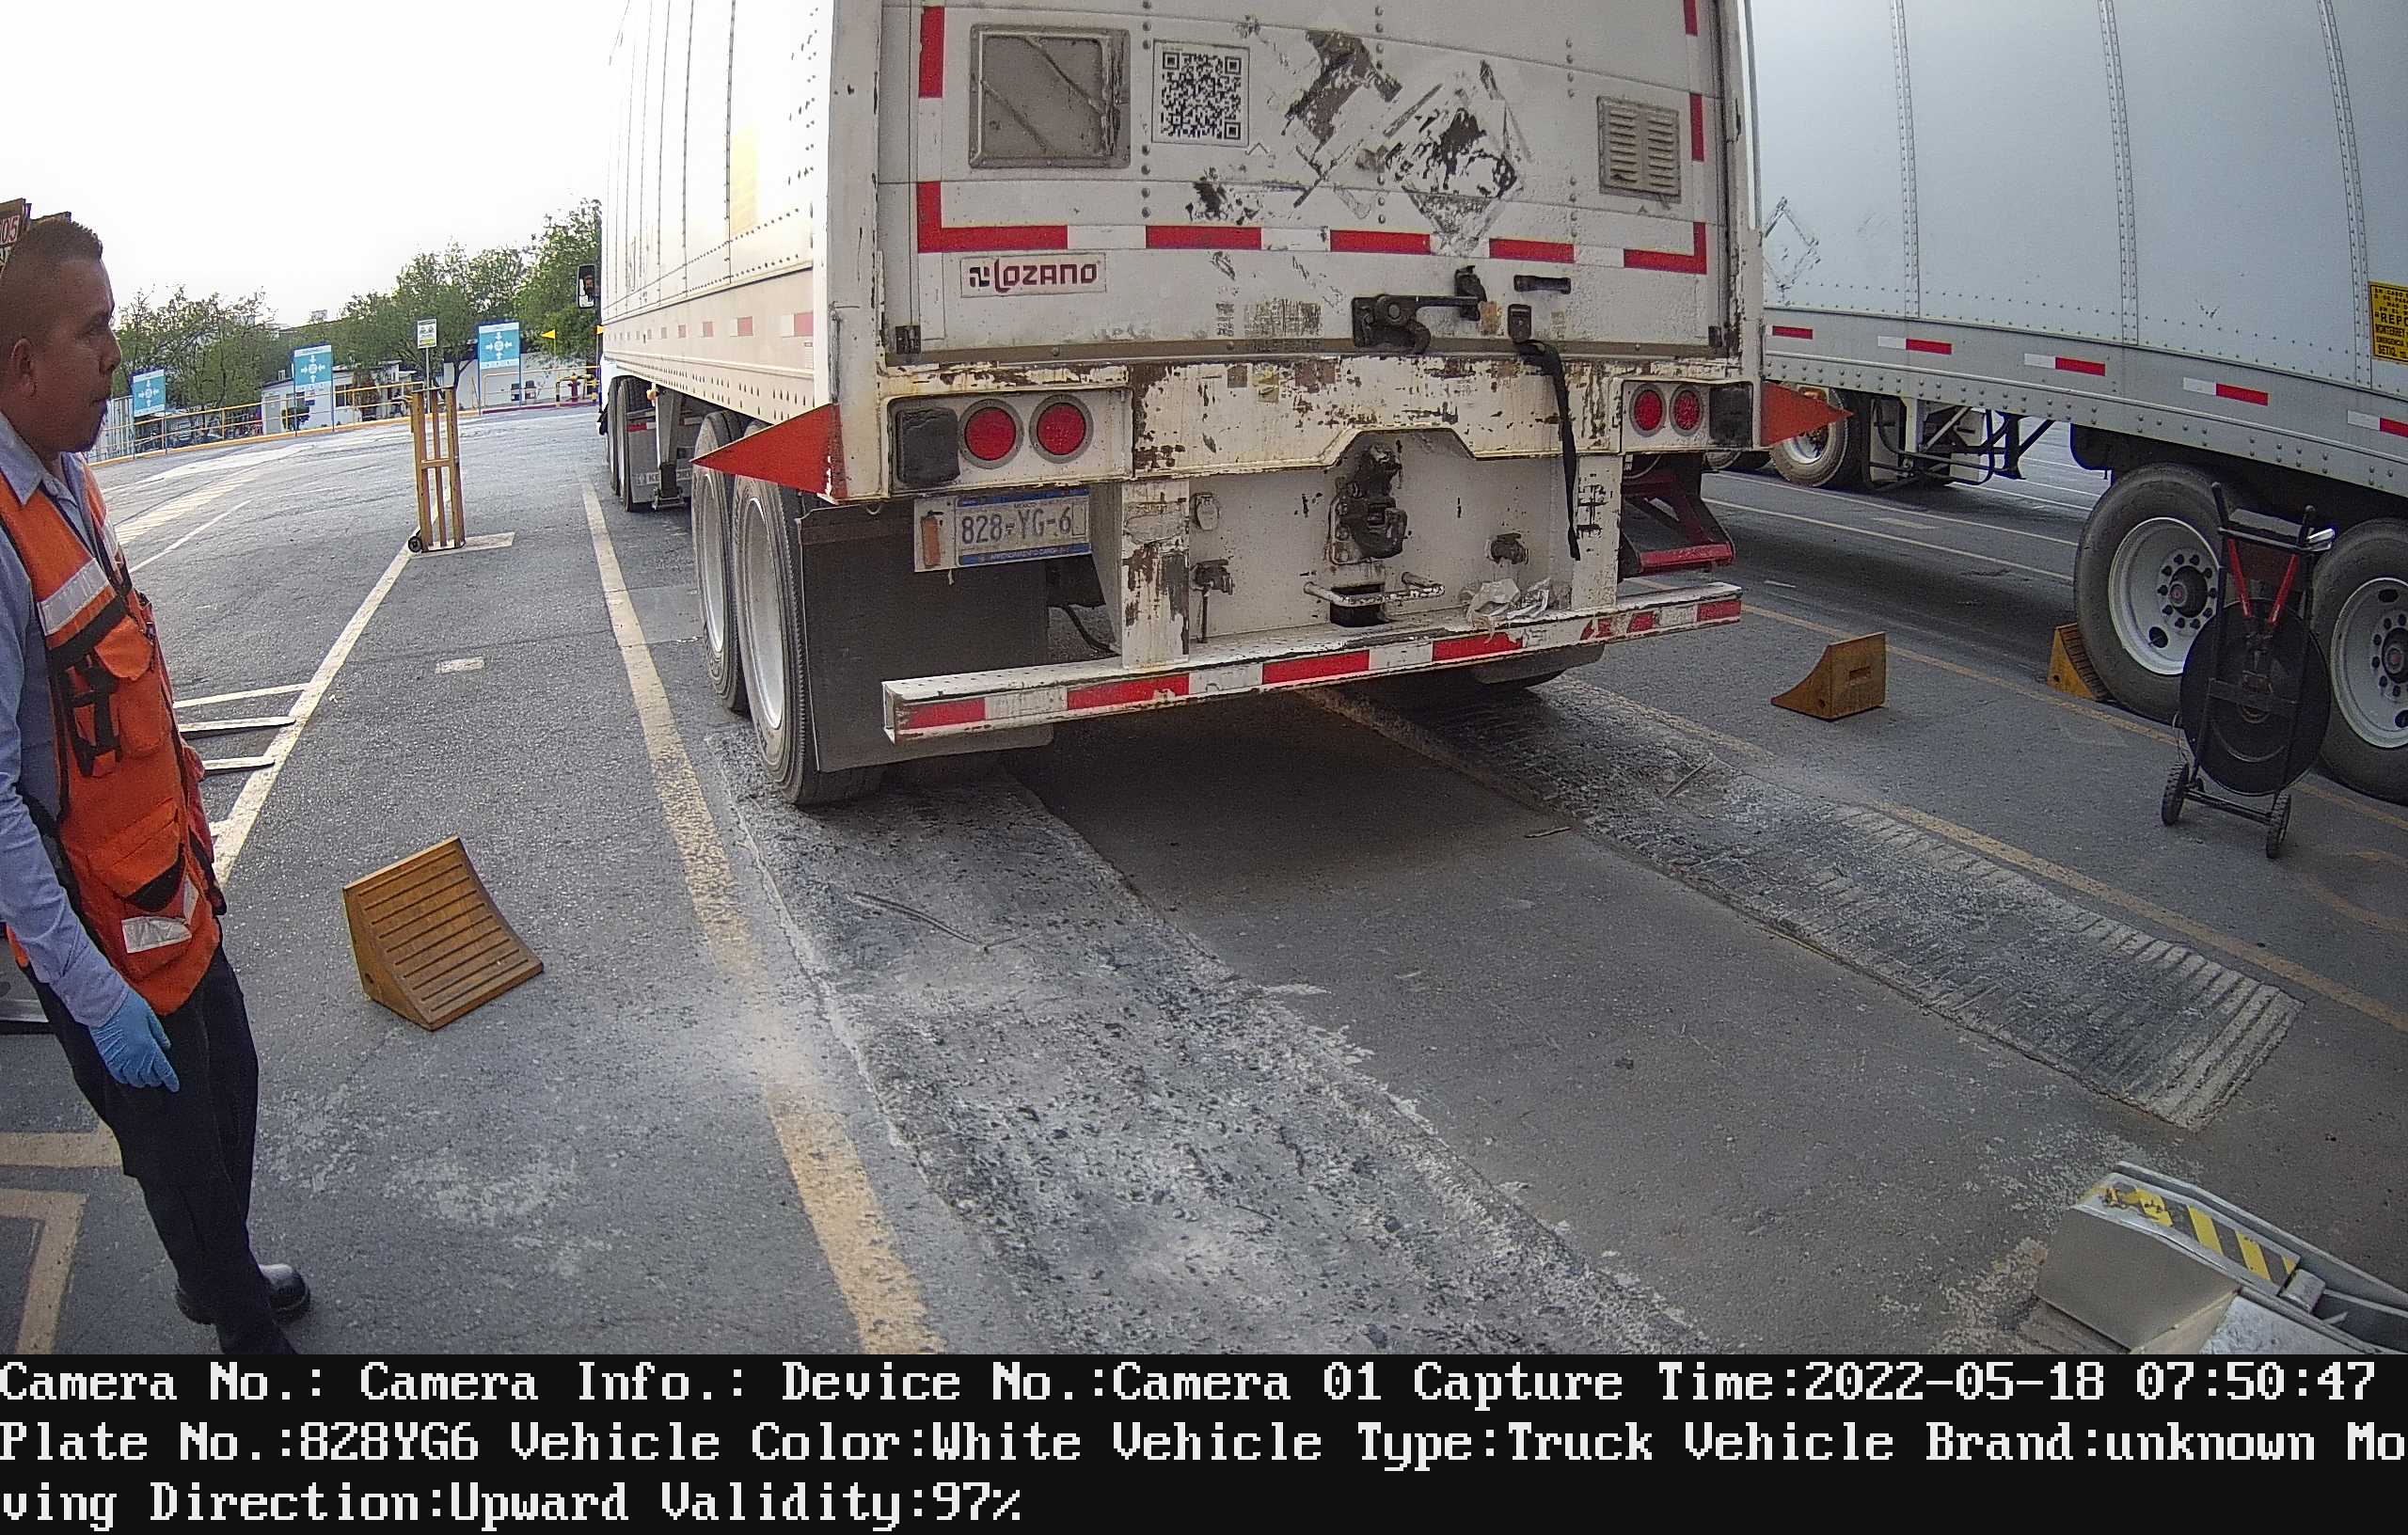 LOZANO
828-YG-6
Camera No.: Camera Info.: Device No.:Camera 01 Capture Time:2022-05-18 07:50:47
Plate No.:828YG6 Vehicle Color:White Vehicle Type:Truck Vehicle Brand:unknown Mo
ving Direction:Upward Validity:97%